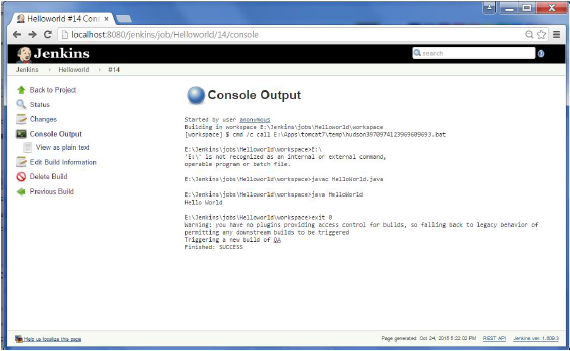 Helloworld #14 Cons
localhost:8080/jenkins/job/Helloworld/14/console
Jenkins
search
Jenkins
Helloworld
#14
Back to Project
Status
Changes
Console Output
View as plain text
Edit Build Information
Delete Build
Previous Build
Console Output
Started by user anonymous
Building in workspace E:\Jenkins\jobs\Helloworld\workspace
[workspace] $ cmd /c call E:\Apps\tomcat7\temp\hudson3970974123969609693.bat
E:\Jenkins\jobs\Helloworld\workspace>E:\
'E:\' is not recognized as an internal or external command,
operable program or batch file.
E:\Jenkins\jobs\Helloworld\workspace>javac HelloWorld.java
E:\Jenkins\jobs\Helloworld\workspace>java HelloWorld
Hello World
E:\Jenkins\jobs\Helloworld\workspace>exit 0
Warning: you have no plugins providing access control for builds, so falling back to legacy behavior of
permitting any downstream builds to be triggered
Triggering a new build of QA
Finished: SUCCESS
Help us localize this page
Page generated: Oct 24, 2015 5:22:02 PM
REST API
Jenkins ver. 1.609.3